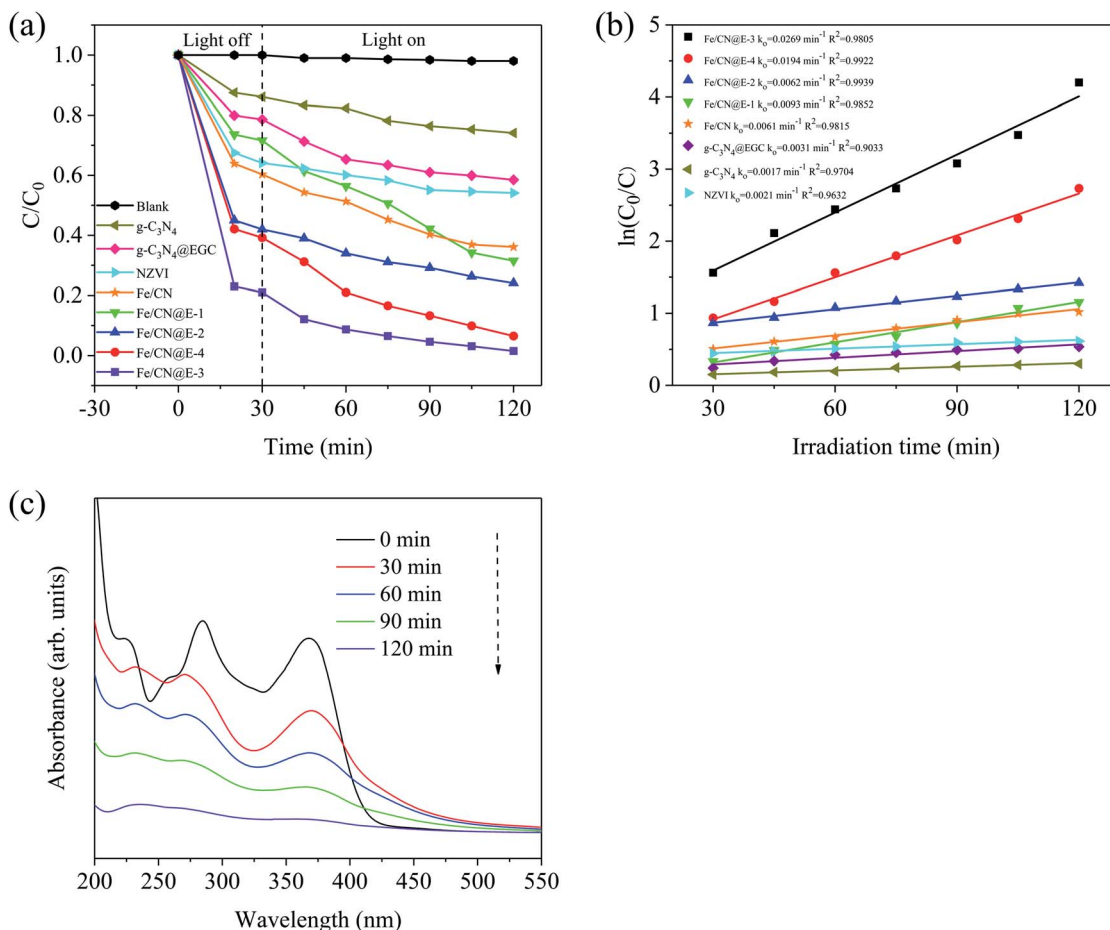 (a)
Light off
Light on
1.0
0.8
0.6
0.4
0.2
0.0
C/C₀
Blank
g-C₃N₄
g-C₃N₄@EGC
NZVI
Fe/CN
Fe/CN@E-1
Fe/CN@E-2
Fe/CN@E-4
Fe/CN@E-3
-30
0
30
60
90
120
Time (min)
(b)
5
4
3
2
1
0
ln(C₀/C)
Fe/CN@E-3 kₒ=0.0269 min⁻¹ R²=0.9805
Fe/CN@E-4 kₒ=0.0194 min⁻¹ R²=0.9922
Fe/CN@E-2 kₒ=0.0062 min⁻¹ R²=0.9939
Fe/CN@E-1 kₒ=0.0093 min⁻¹ R²=0.9852
Fe/CN kₒ=0.0061 min⁻¹ R²=0.9815
g-C₃N₄@EGC kₒ=0.0031 min⁻¹ R²=0.9033
g-C₃N₄ kₒ=0.0017 min⁻¹ R²=0.9704
NZVI kₒ=0.0021 min⁻¹ R²=0.9632
30
60
90
120
Irradiation time (min)
(c)
Absorbance (arb. units)
0 min
30 min
60 min
90 min
120 min
200
250
300
350
400
450
500
550
Wavelength (nm)